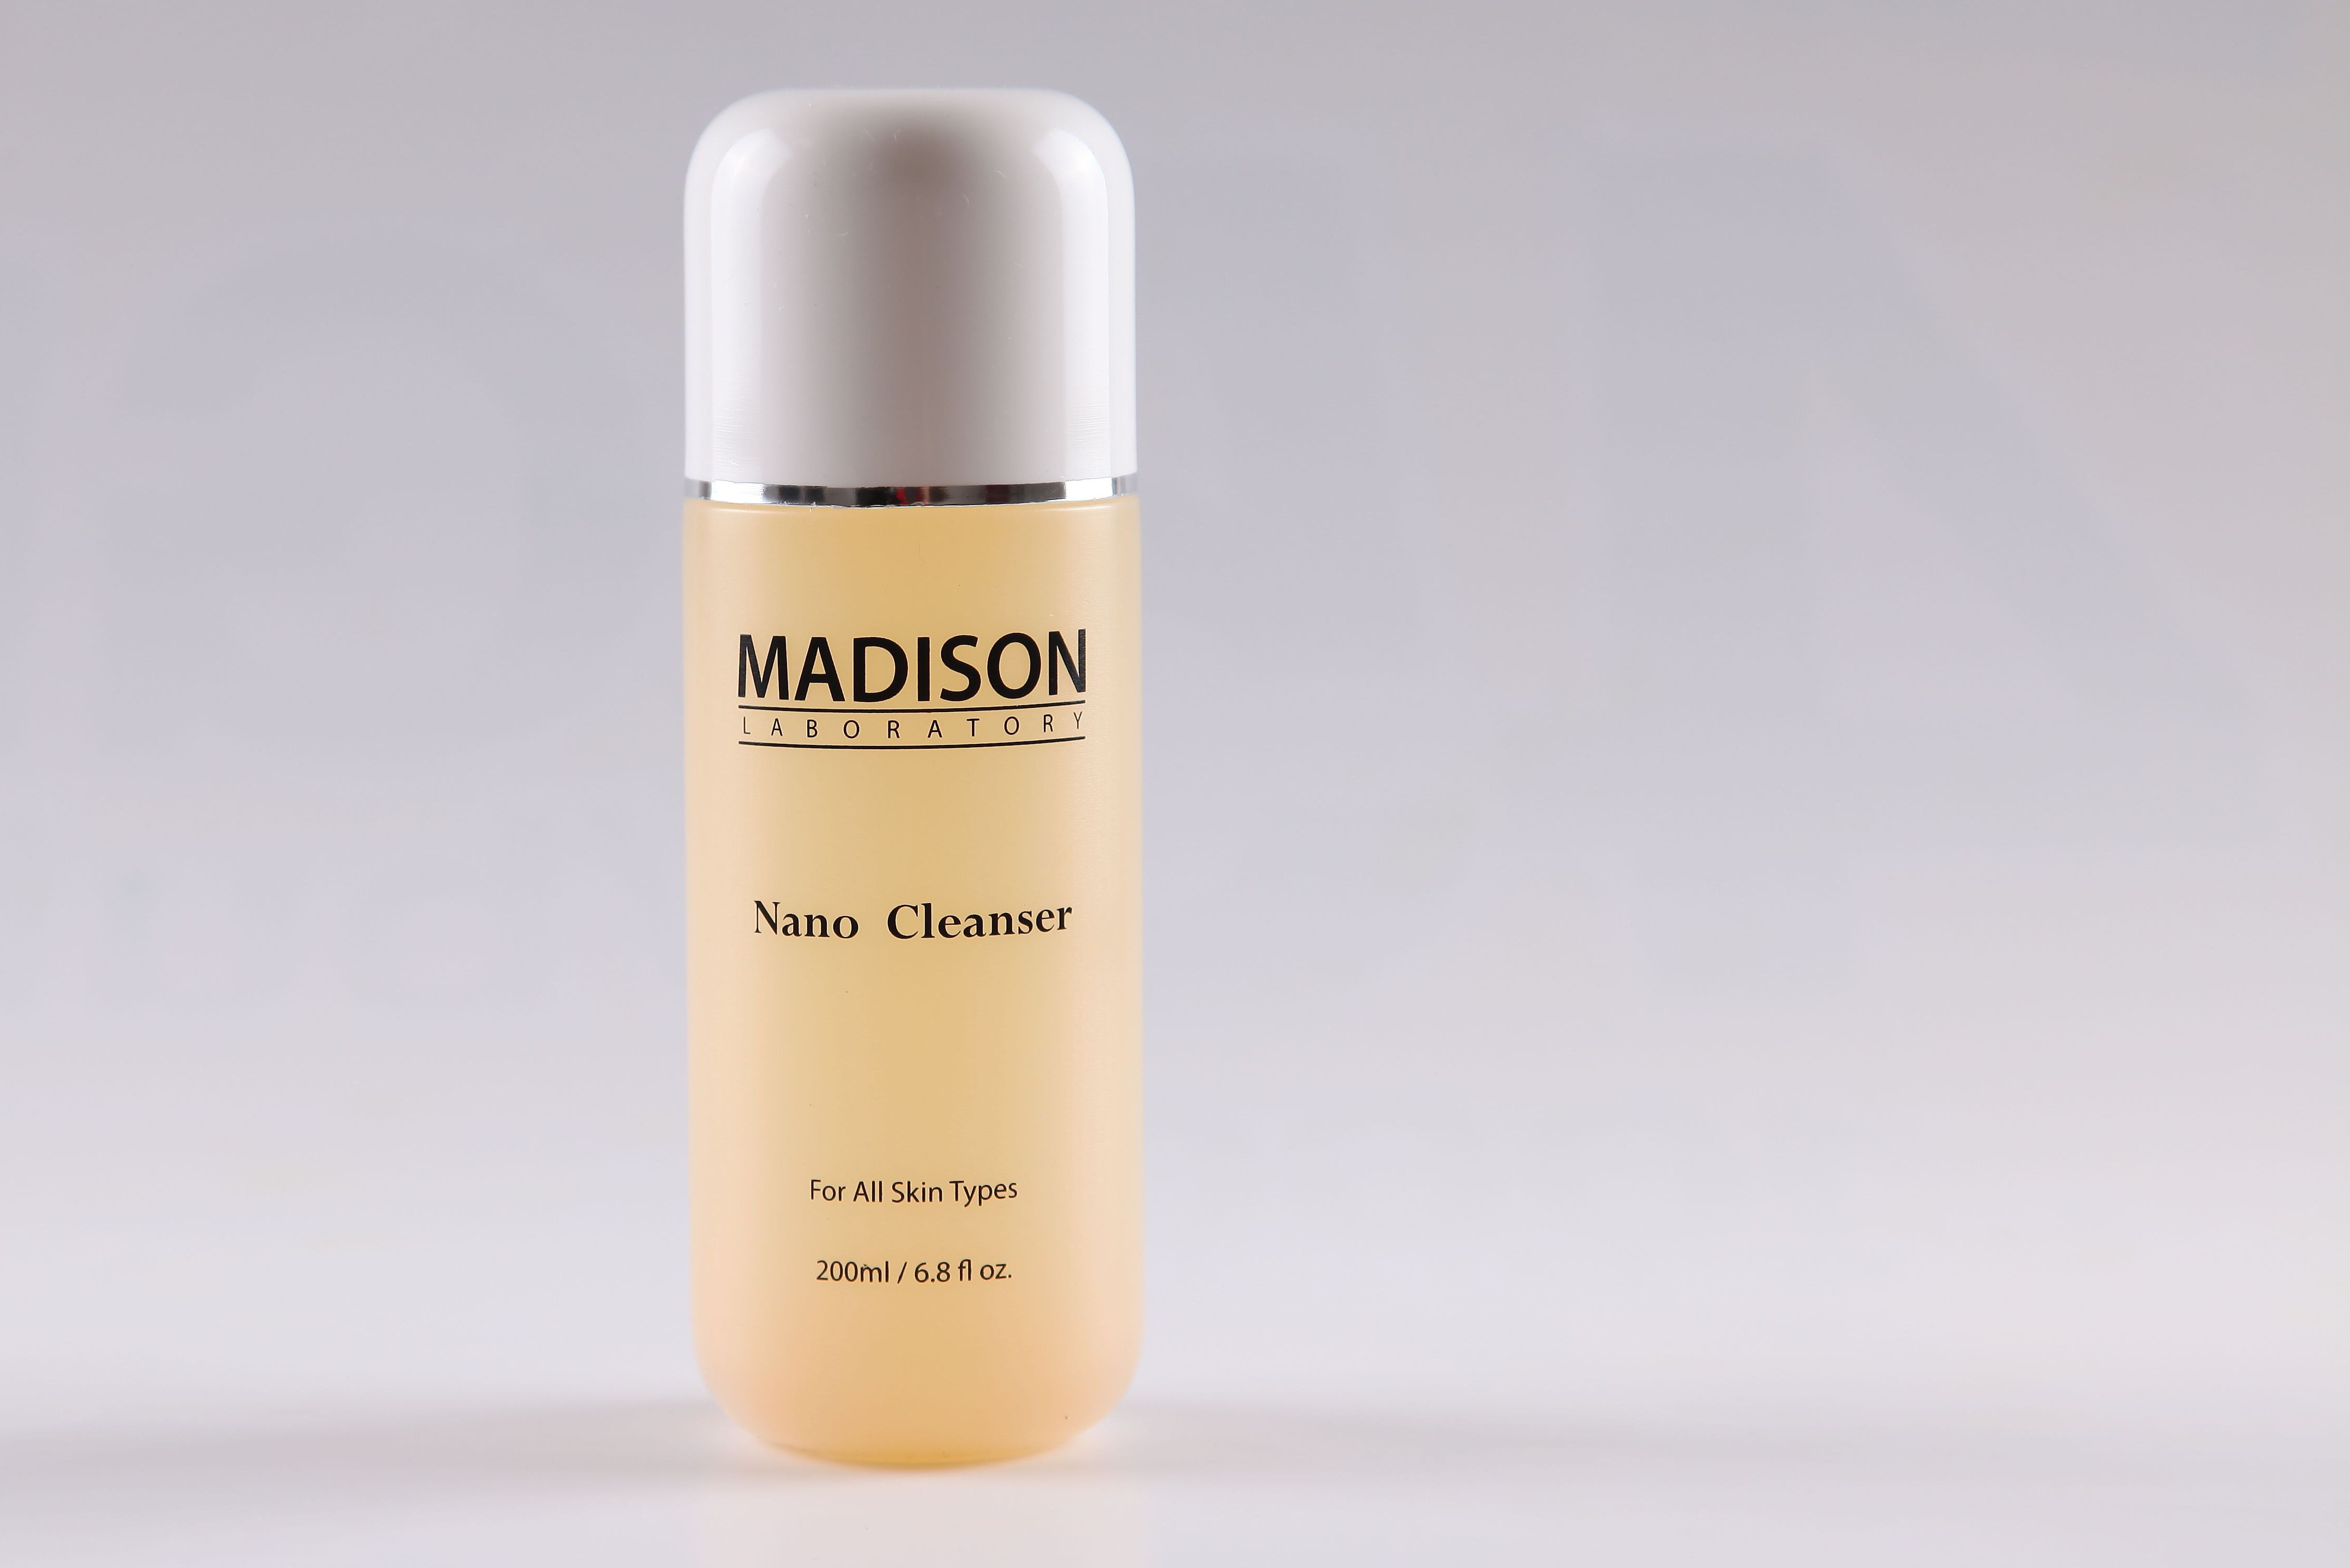 MADISON
LABORATORY
Nano Cleanser
For All Skin Types
200ml / 6.8 fl oz.